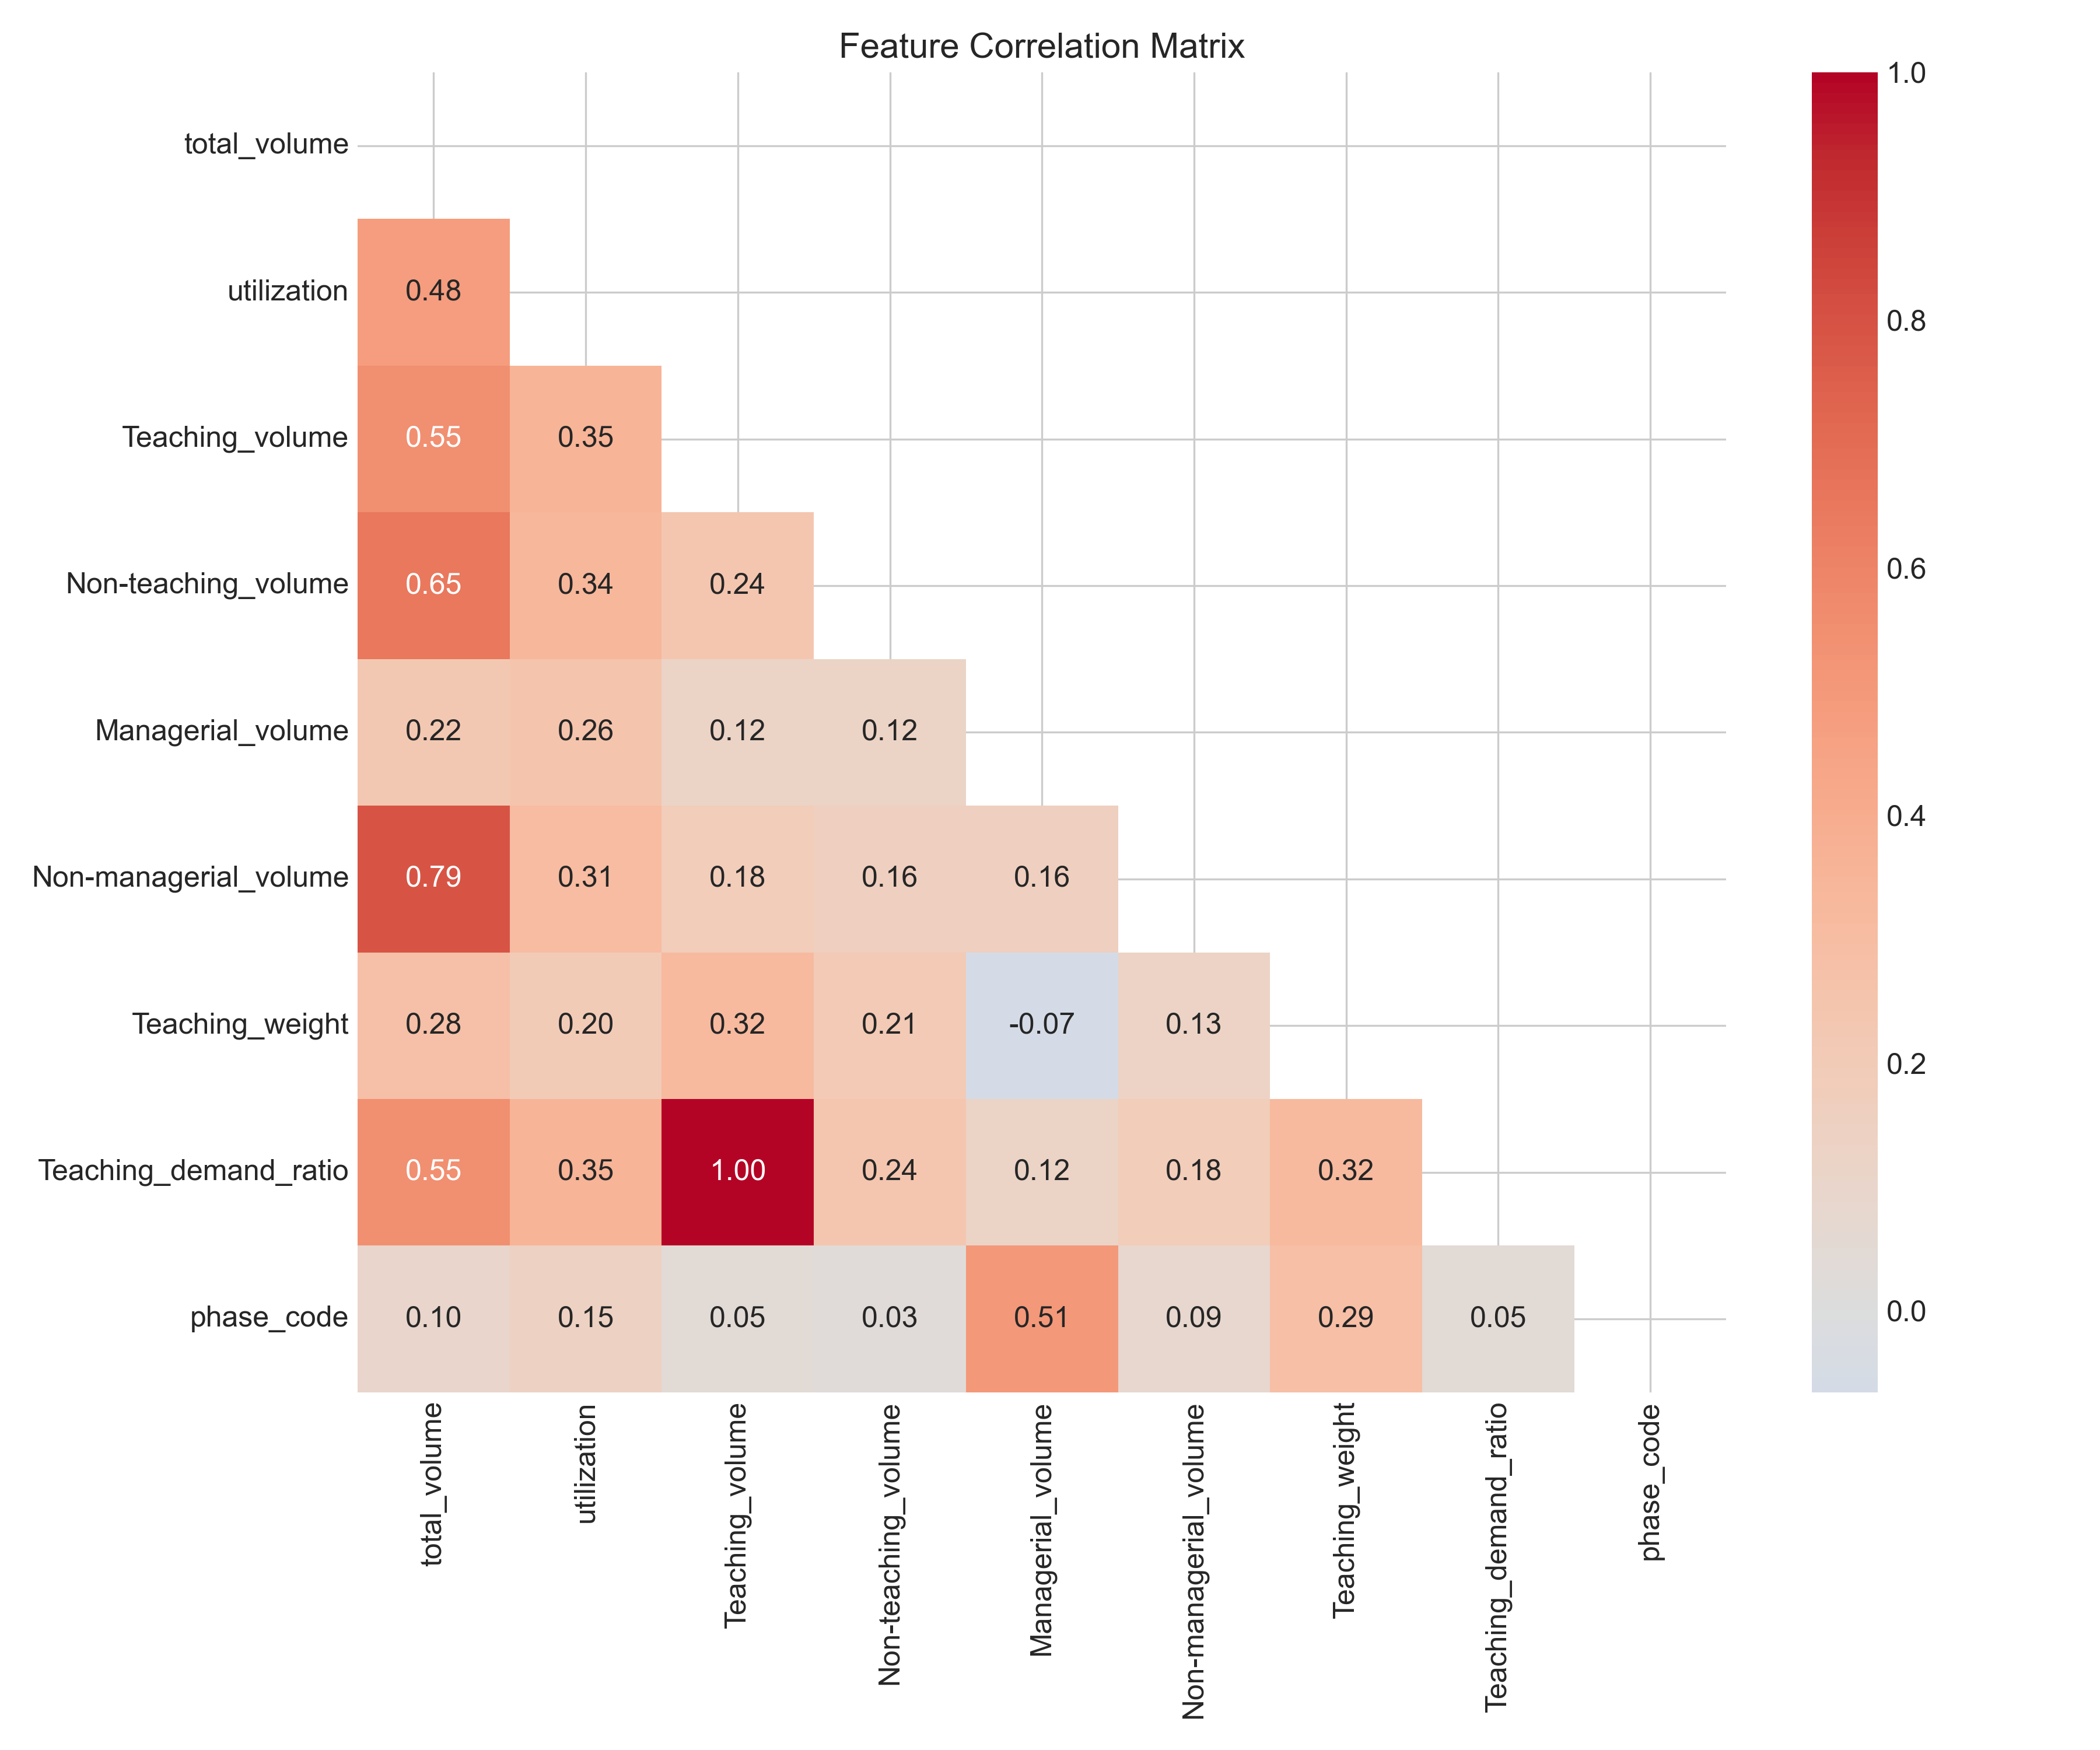 Feature Correlation Matrix
total_volume
utilization 0.48
Teaching_volume 0.55 0.35
Non-teaching_volume 0.65 0.34 0.24
Managerial_volume 0.22 0.26 0.12 0.12
Non-managerial_volume 0.79 0.31 0.18 0.16 0.16
Teaching_weight 0.28 0.20 0.32 0.21 -0.07 0.13
Teaching_demand_ratio 0.55 0.35 1.00 0.24 0.12 0.18 0.32
phase_code 0.10 0.15 0.05 0.03 0.51 0.09 0.29 0.05
total_volume
utilization
Teaching_volume
Non-teaching_volume
Managerial_volume
Non-managerial_volume
Teaching_weight
Teaching_demand_ratio
phase_code
1.0
0.8
0.6
0.4
0.2
0.0